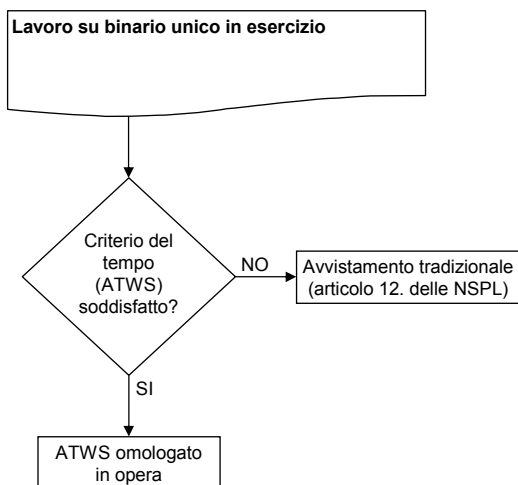 Lavoro su binario unico in esercizio
Criterio del
tempo
(ATWS)
soddisfatto?
NO
Avvistamento tradizionale
(articolo 12. delle NSPL)
SI
ATWS omologato
in opera